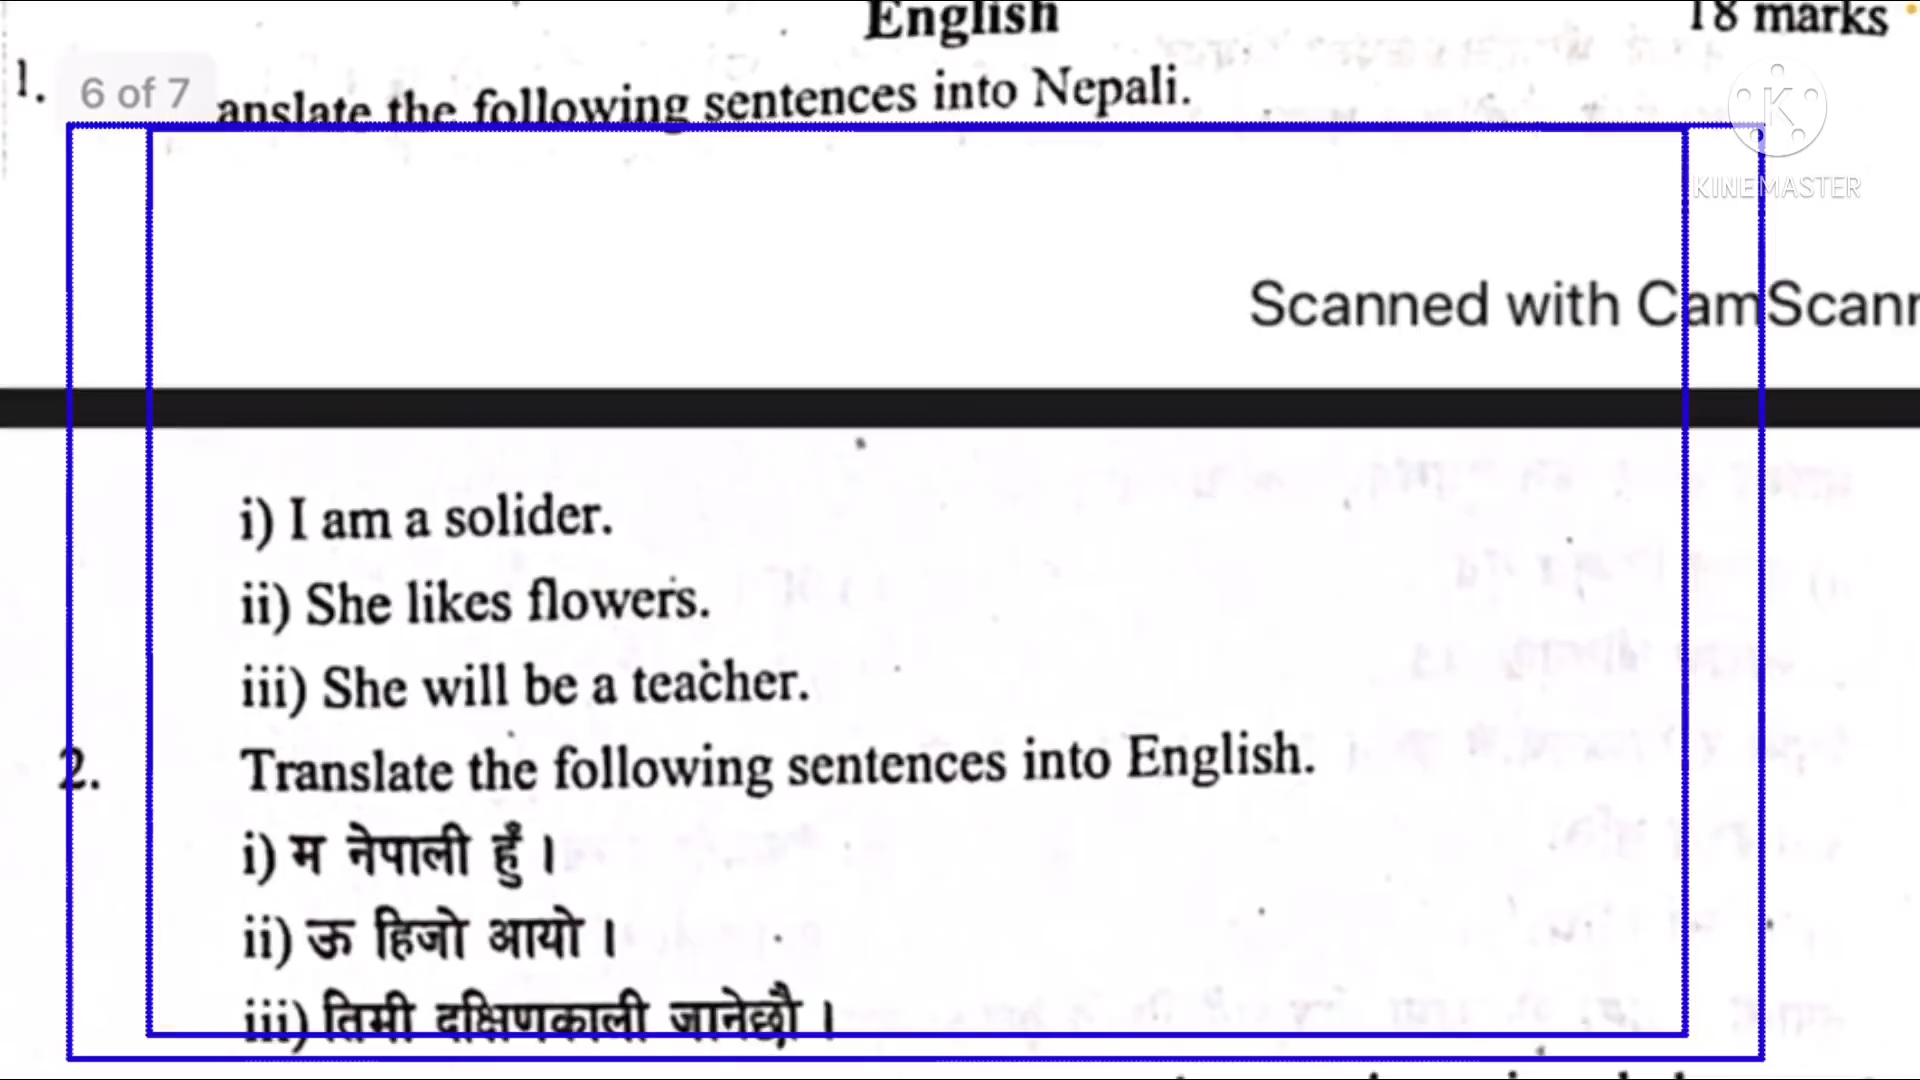 English
18 marks
1. anslate the following sentences into Nepali.
6 of 7
KINEMASTER
Scanned with CamScann
i) I am a solider.
ii) She likes flowers.
iii) She will be a teacher.
2. Translate the following sentences into English.
i) म नेपाली हुँ ।
ii) ऊ हिजो आयो ।
iii) तिमी दक्षिणकाली जानेछौ ।